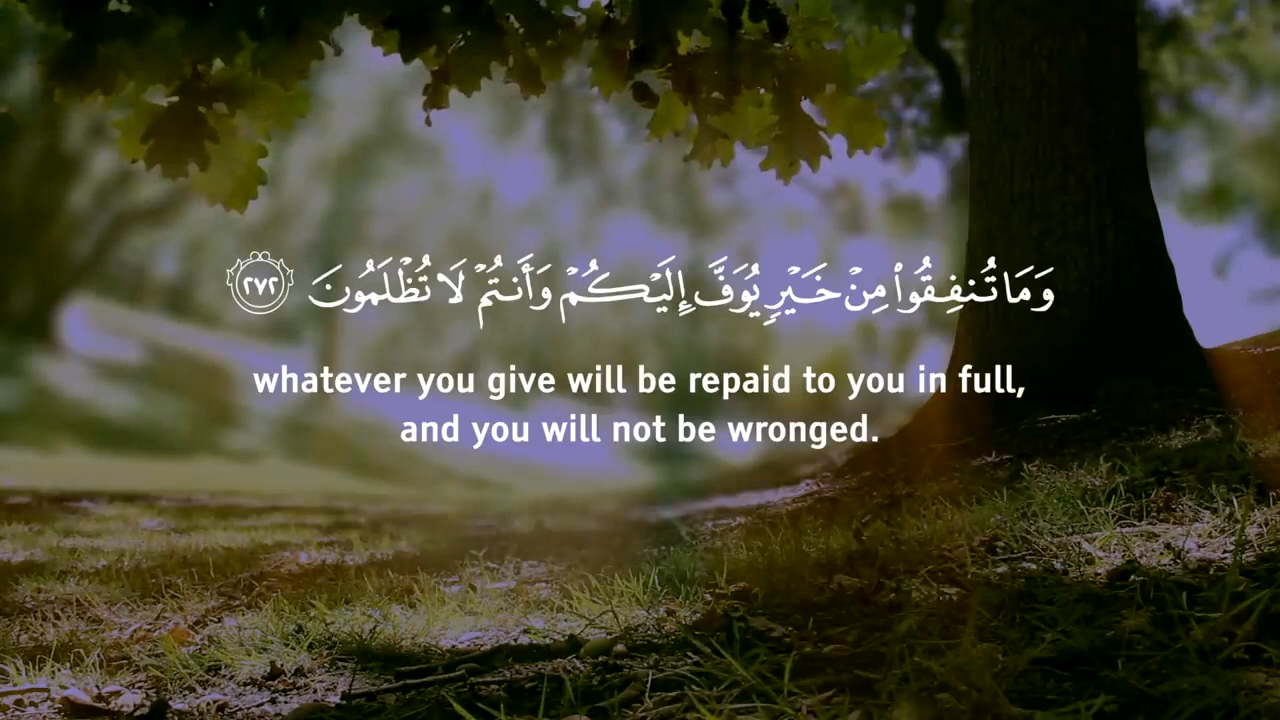 وَمَا تُنفِقُوا۟ مِنْ خَيْرٍ يُوَفَّ إِلَيْكُمْ وَأَنتُمْ لَا تُظْلَمُونَ ٢٧٢
whatever you give will be repaid to you in full,
and you will not be wronged.